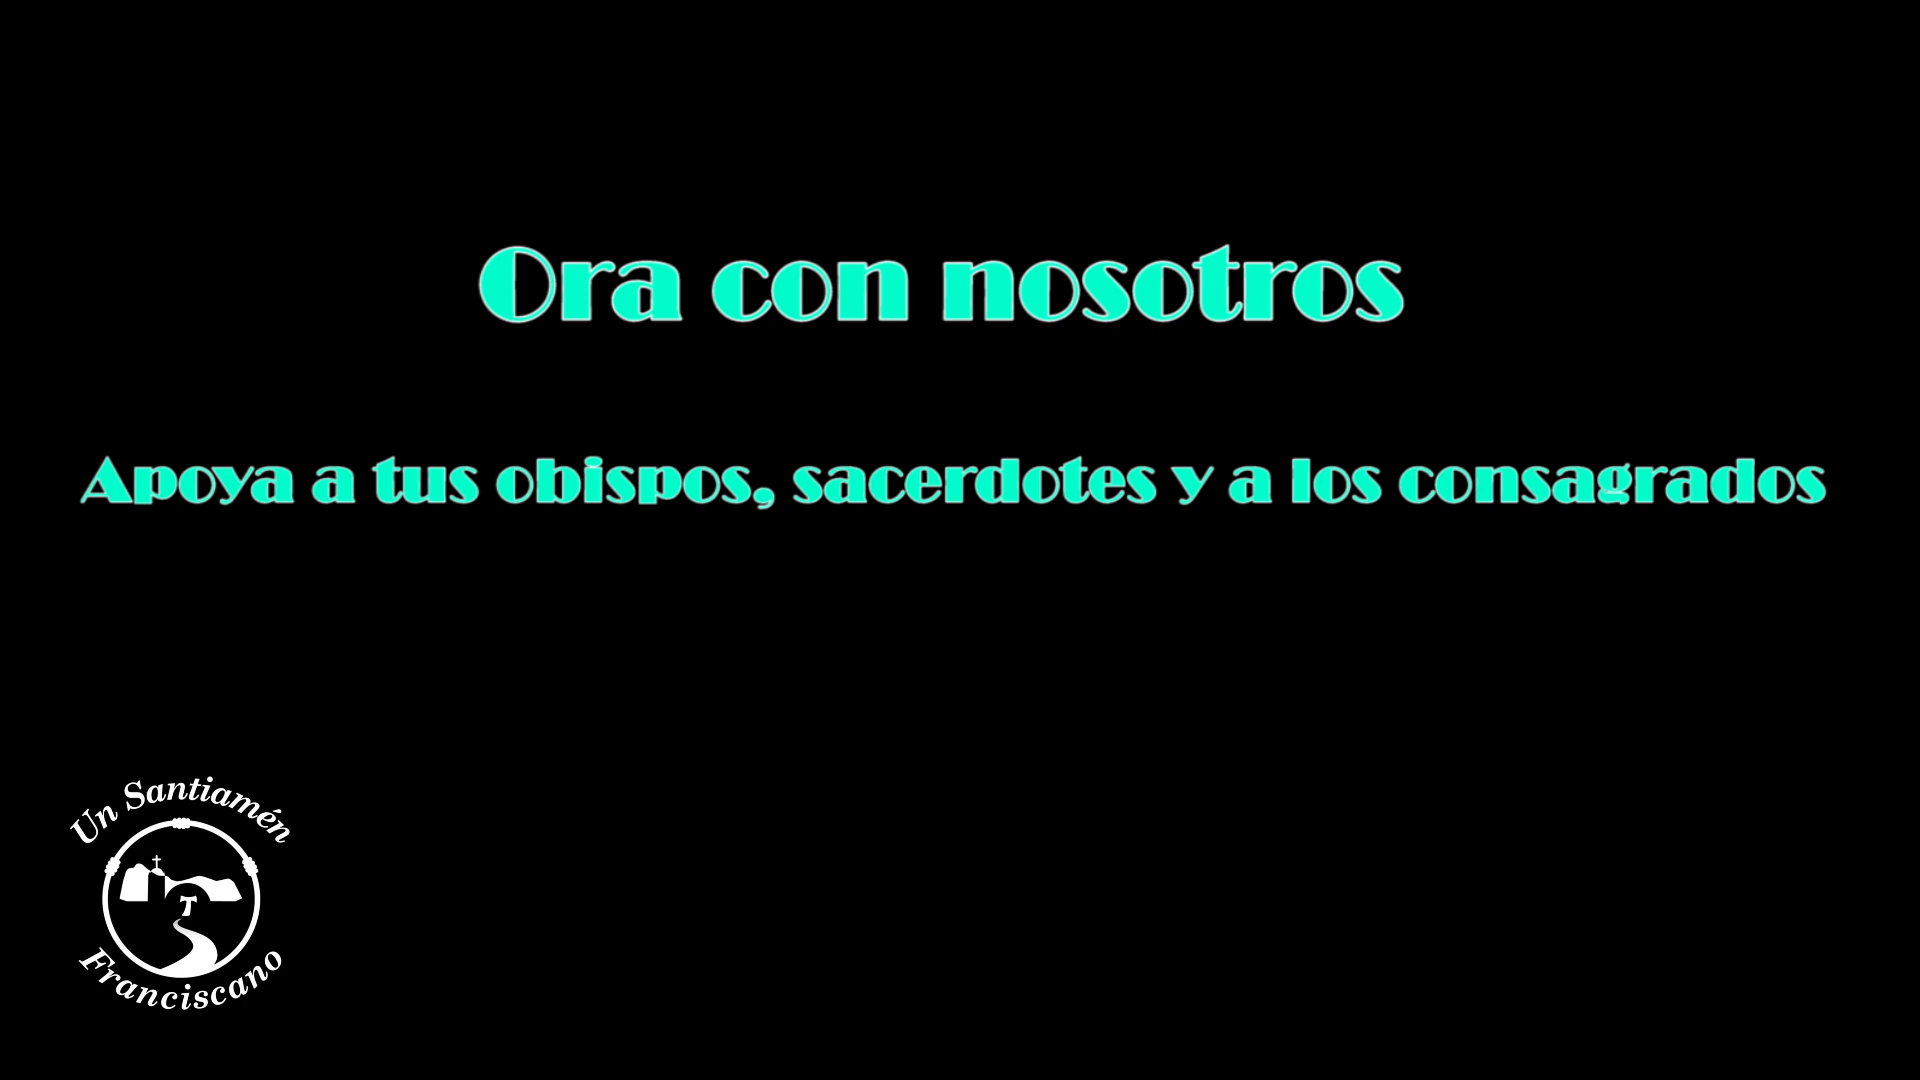 Ora con nosotros
Apoya a tus obispos, sacerdotes y a los consagrados
Un Santiamén
T
Franciscano